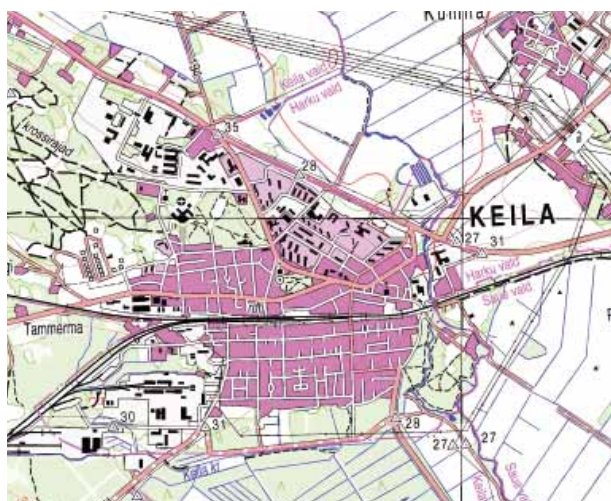 Kumna
Keila vald
Harku vald
35
25
krossirajad
28
KEILA
27
31
Harku vald
Saue vald
Tammerma
30
31
28
27
27
Keila kr